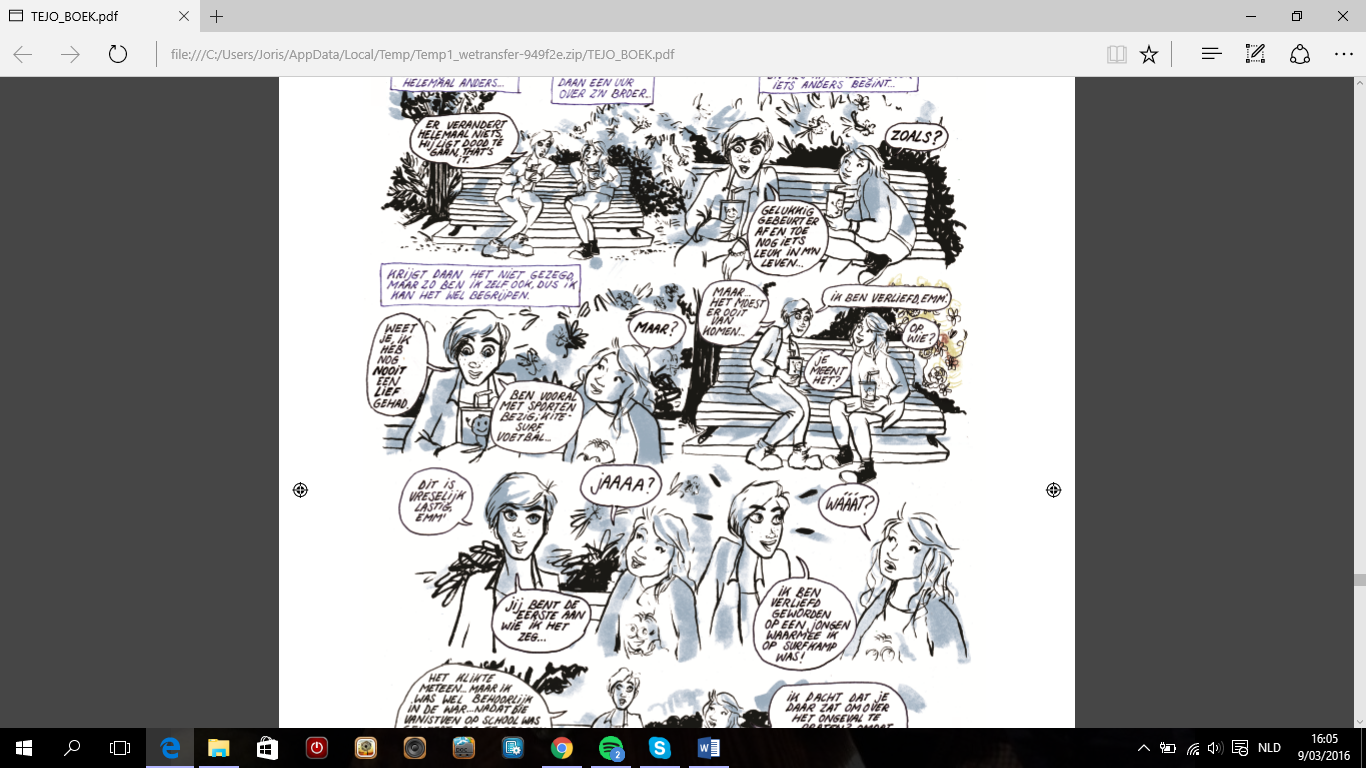 TEJO_BOEK.pdf
file:///C:/Users/Joris/AppData/Local/Temp/Temp1_wetransfer-949f2e.zip/TEJO_BOEK.pdf
HELEMAAL ANDERS...
DAAN EEN UUR
OVER Z'N BROER...
IETS ANDERS BEGINT...
ER VERANDERT
HELEMAAL NIETS,
HIJ LIGT DOOD TE
GAAN, THAT'S
IT.
ZOALS?
GELUKKIG
GEBEURT ER
AF EN TOE
NOG IETS
LEUK IN M'N
LEVEN...
KRIJGT DAAN HET NIET GEZEGD,
MAAR ZO BEN IK ZELF OOK, DUS IK
KAN HET WEL BEGRIJPEN.
WEET
JE, IK
HEB
NOG
NOOIT
EEN
LIEF
GEHAD.
MAAR?
BEN VOORAL
MET SPORTEN
BEZIG; KITE-
SURF
VOETBAL...
MAAR...
HET MOEST
ER OOIT
VAN
KOMEN...
IK BEN VERLIEFD, EMM'.
JE
MEENT
HET?
OP
WIE?
DIT IS
VRESELIJK
LASTIG,
EMM'
JAAAA?
JIJ BENT DE
EERSTE AAN
WIE IK HET
ZEG...
WÁÁÁT?
IK BEN
VERLIEFD
GEWORDEN
OP EEN JONGEN
WAARMEE IK
OP SURFKAMP
WAS!
HET KLIKTE
METEEN... MAAR IK
WAS WEL BEHOORLIJK
IN DE WAR... NADAT DIE
VANISTVEN OP SCHOOL WAS
IK DACHT DAT JE
DAAR ZAT OM OVER
HET ONGEVAL TE
2
NLD
16:05
9/03/2016